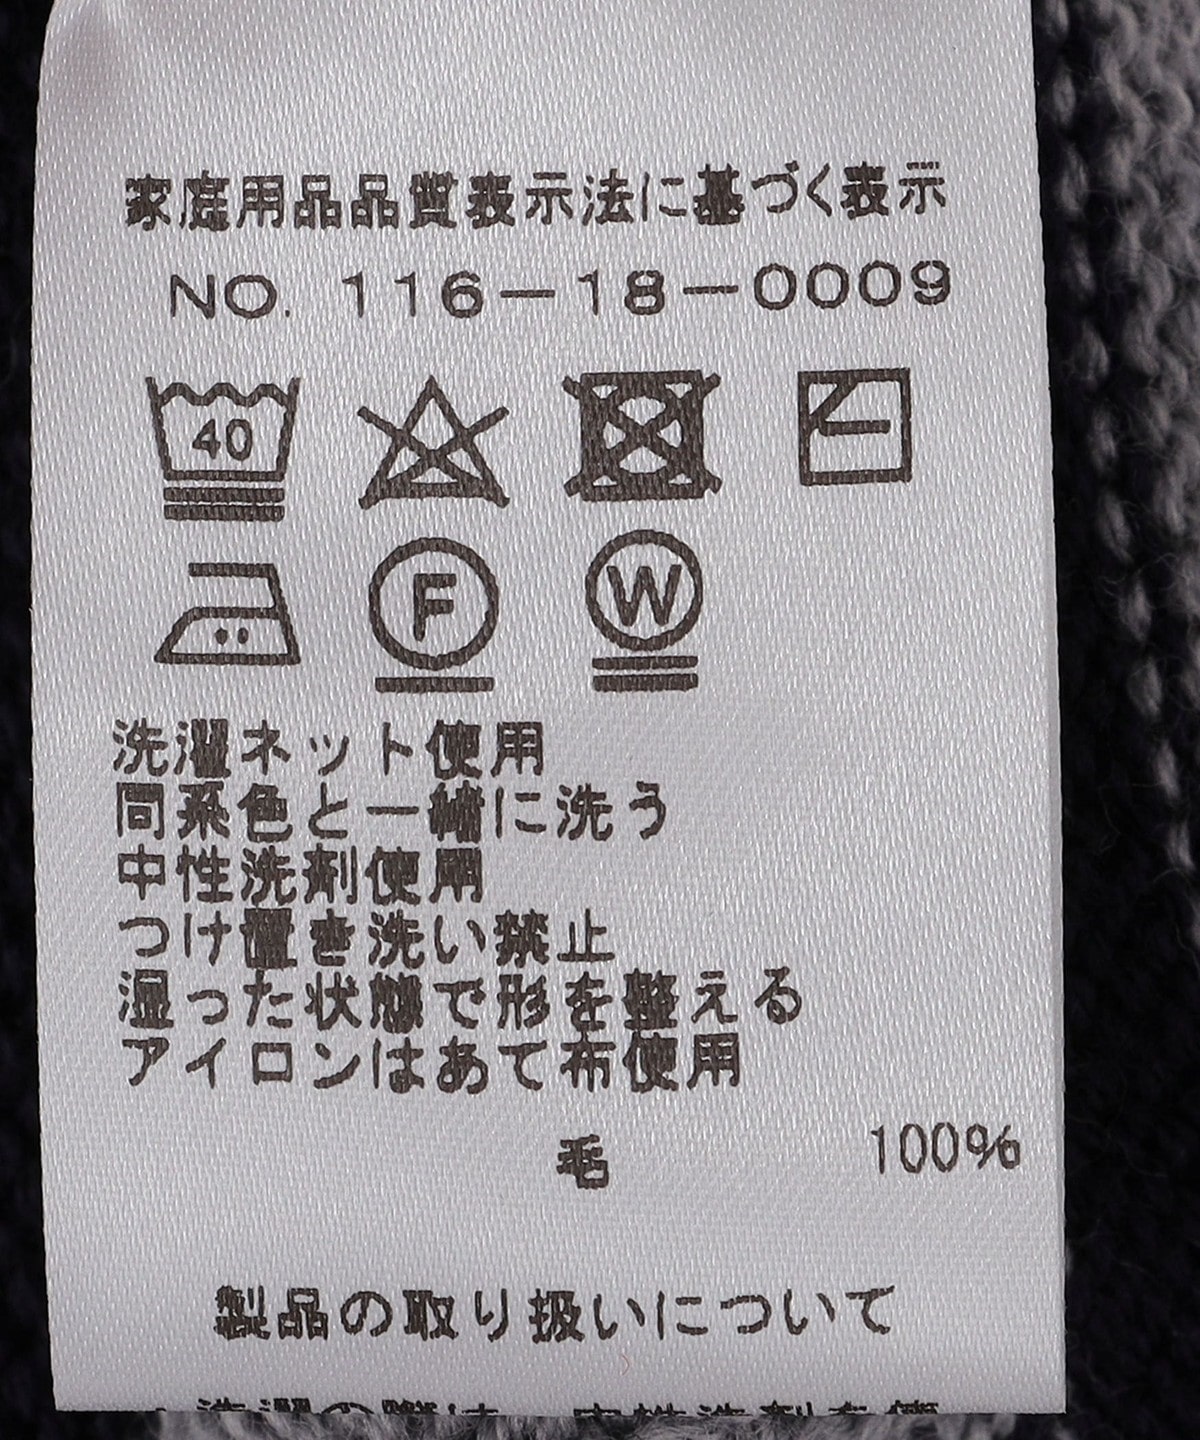 家庭用品品質表示法に基づく表示
NO. 116-18-0009
40
F W
洗濯ネット使用
同系色と一緒に洗う
中性洗剤使用
つけ置き洗い禁止
湿った状態で形を整える
アイロンはあて布使用
毛 100%
製品の取り扱いについて